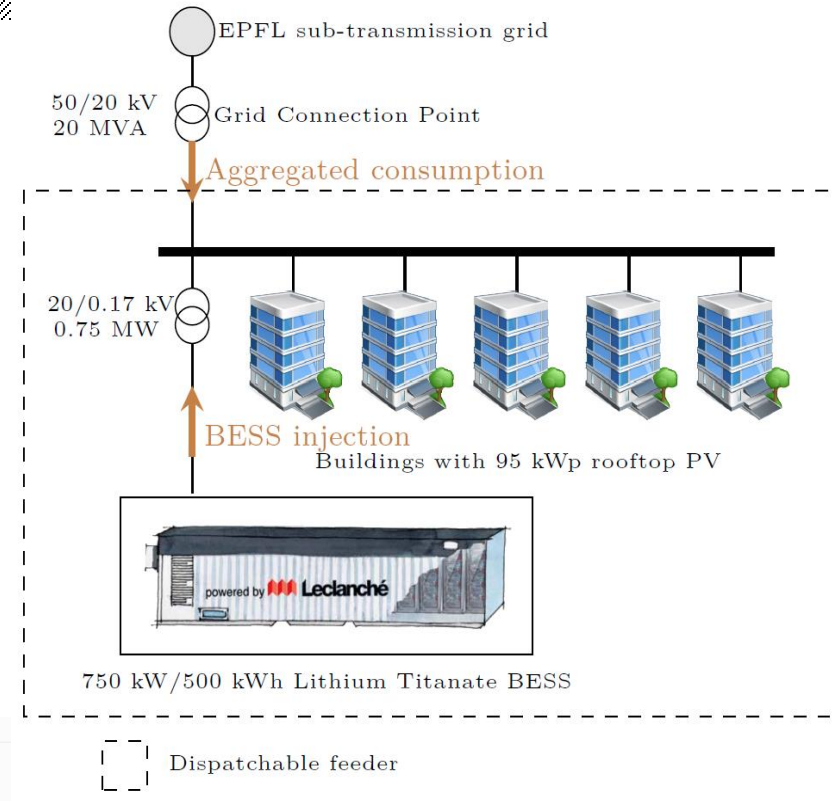 EPFL sub-transmission grid
50/20 kV
20 MVA
Grid Connection Point
Aggregated consumption
20/0.17 kV
0.75 MW
BESS injection
Buildings with 95 kWp rooftop PV
powered by Leclanché
750 kW/500 kWh Lithium Titanate BESS
Dispatchable feeder